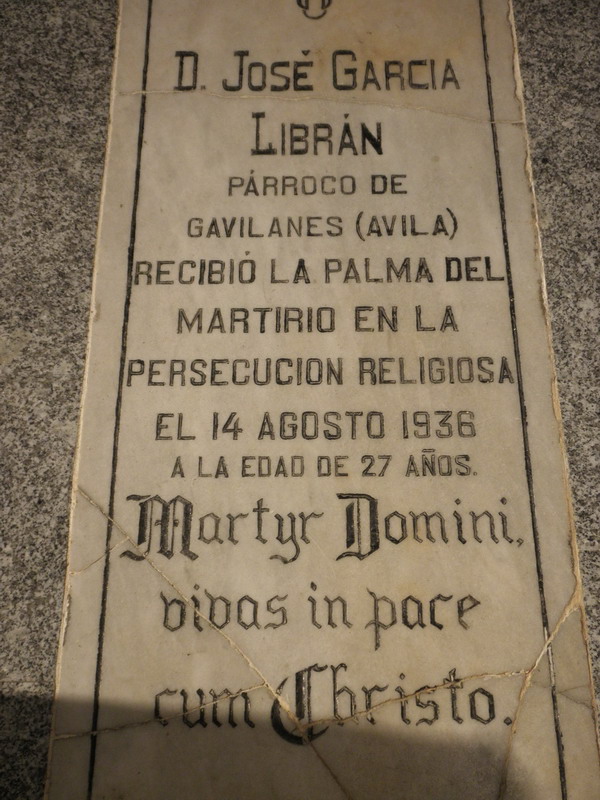 D. JOSÉ GARCIA
LIBRÁN
PÁRROCO DE
GAVILANES (AVILA)
RECIBIÓ LA PALMA DEL
MARTIRIO EN LA
PERSECUCION RELIGIOSA
EL 14 AGOSTO 1936
A LA EDAD DE 27 AÑOS.
Martyr Domini,
vivas in pace
cum Christo.